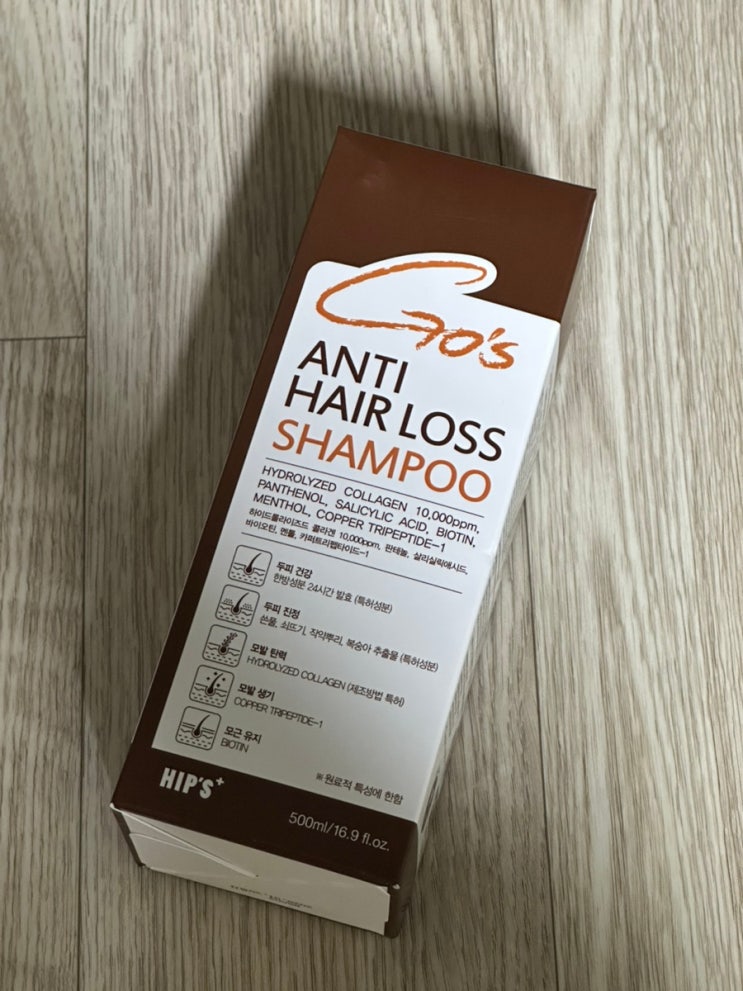 Go's
ANTI
HAIR LOSS
SHAMPOO
HYDROLYZED COLLAGEN 10,000ppm,
PANTHENOL, SALICYLIC ACID, BIOTIN,
MENTHOL, COPPER TRIPEPTIDE-1
하이드롤라이즈드 콜라겐 10,000ppm, 판테놀, 살리실릭애시드,
바이오틴, 멘톨, 카퍼트리펩타이드-1
두피 건강
한방성분 24시간 발효 (특허성분)
두피 진정
쓴풀, 쇠뜨기, 작약뿌리, 복숭아 추출물 (특허성분)
모발 탄력
HYDROLYZED COLLAGEN (제조방법 특허)
모발 생기
COPPER TRIPEPTIDE-1
모근 유지
BIOTIN
※원료적 특성에 한함
HIP'S+
500ml/16.9 fl.oz.